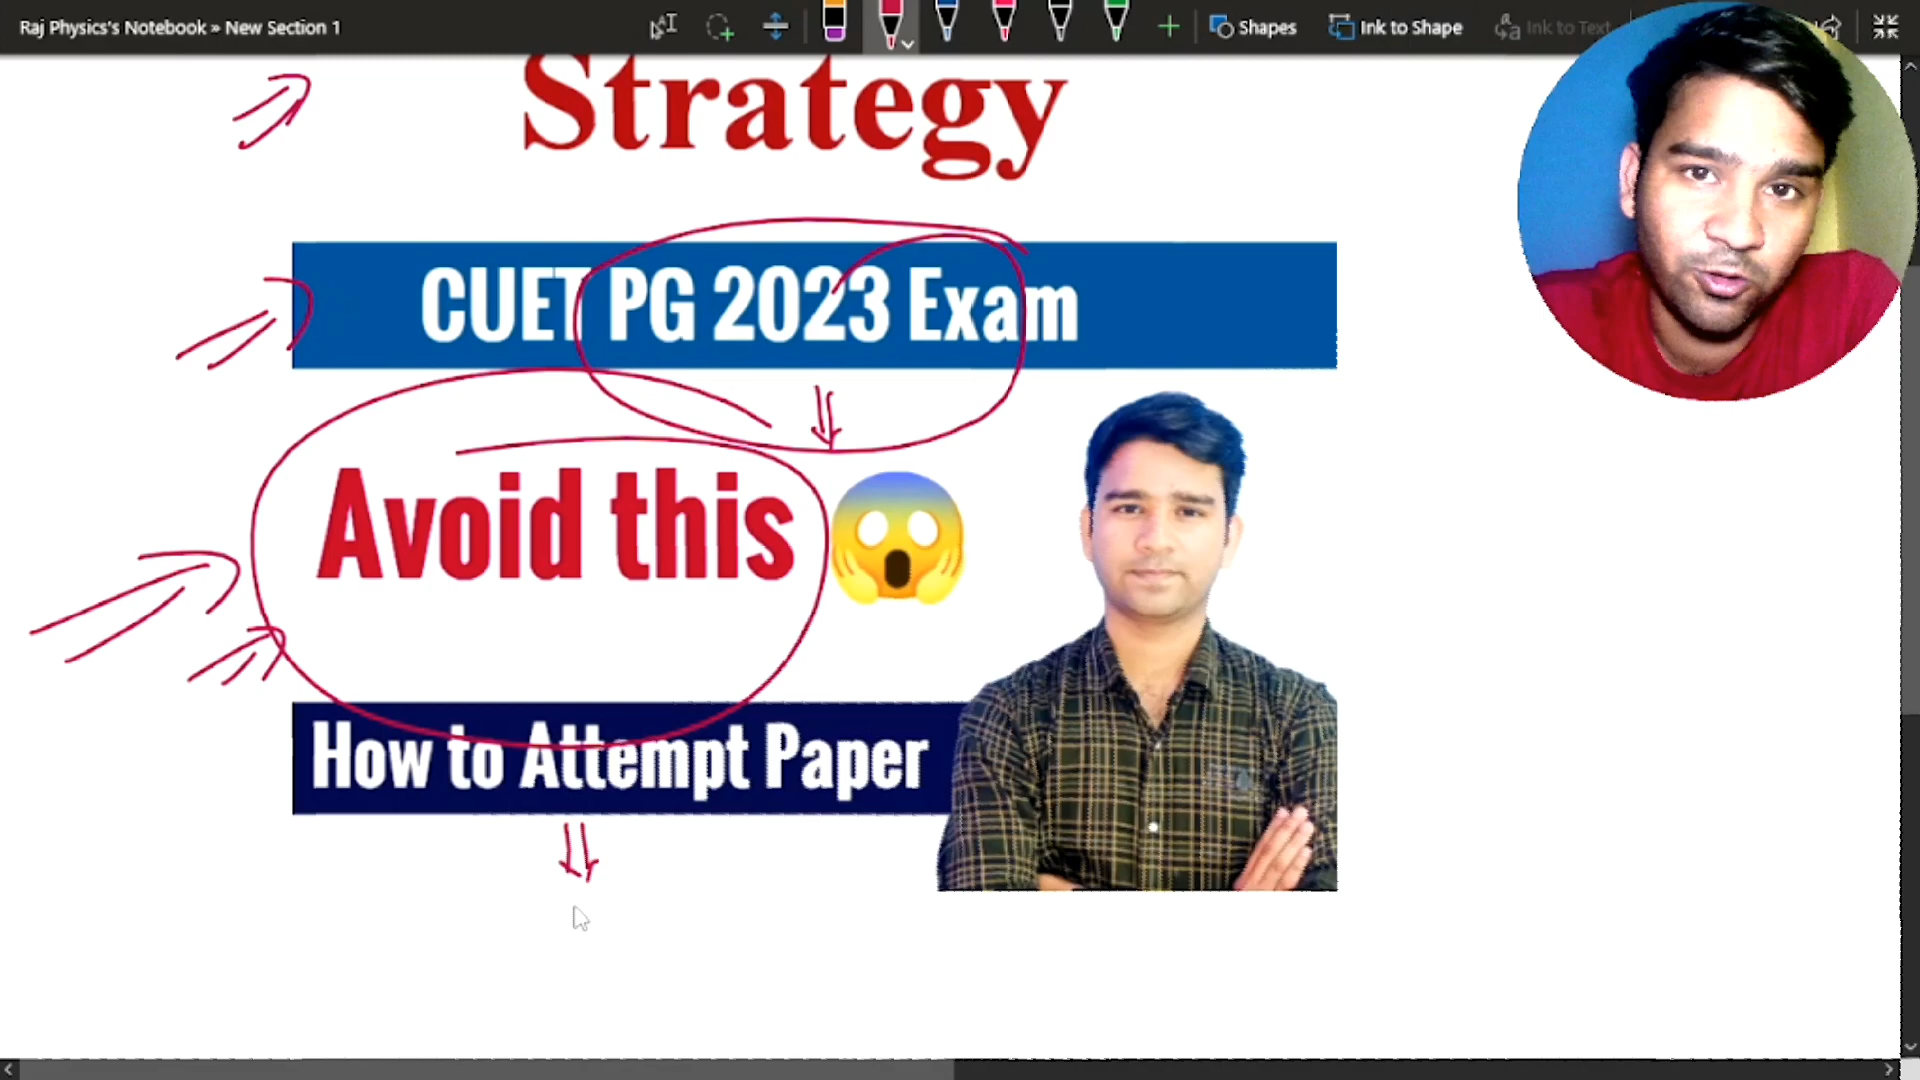 Raj Physics's Notebook » New Section 1
Shapes
Ink to Shape
Ink to Text
Strategy
CUET PG 2023 Exam
Avoid this
How to Attempt Paper